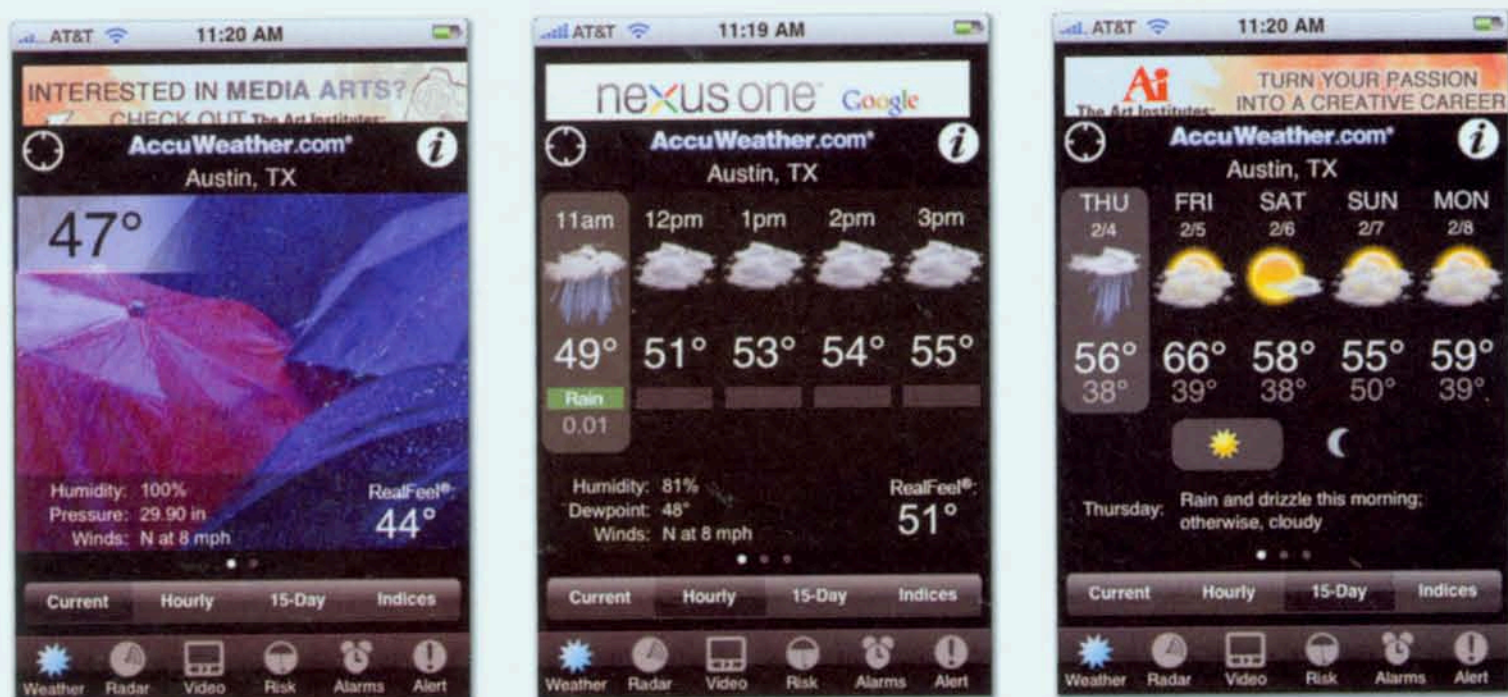 AT&T 11:20 AM
INTERESTED IN MEDIA ARTS?
CHECK OUT The Art Institutes:
AccuWeather.com®
i
Austin, TX
47°
Humidity: 100%
Pressure: 29.90 in
Winds: N at 8 mph
RealFeel®:
44°
Current Hourly 15-Day Indices
Weather Radar Video Risk Alarms Alert
AT&T 11:19 AM
nexus one™ Google
AccuWeather.com®
i
Austin, TX
11am 12pm 1pm 2pm 3pm
49° 51° 53° 54° 55°
Rain
0.01
Humidity: 81%
Dewpoint: 48°
Winds: N at 8 mph
RealFeel®:
51°
Current Hourly 15-Day Indices
Weather Radar Video Risk Alarms Alert
AT&T 11:20 AM
Ai
The Art Institutes:
TURN YOUR PASSION
INTO A CREATIVE CAREER
AccuWeather.com®
i
Austin, TX
THU FRI SAT SUN MON
2/4 2/5 2/6 2/7 2/8
56° 66° 58° 55° 59°
38° 39° 38° 50° 39°
Thursday: Rain and drizzle this morning;
otherwise, cloudy
Current Hourly 15-Day Indices
Weather Radar Video Risk Alarms Alert